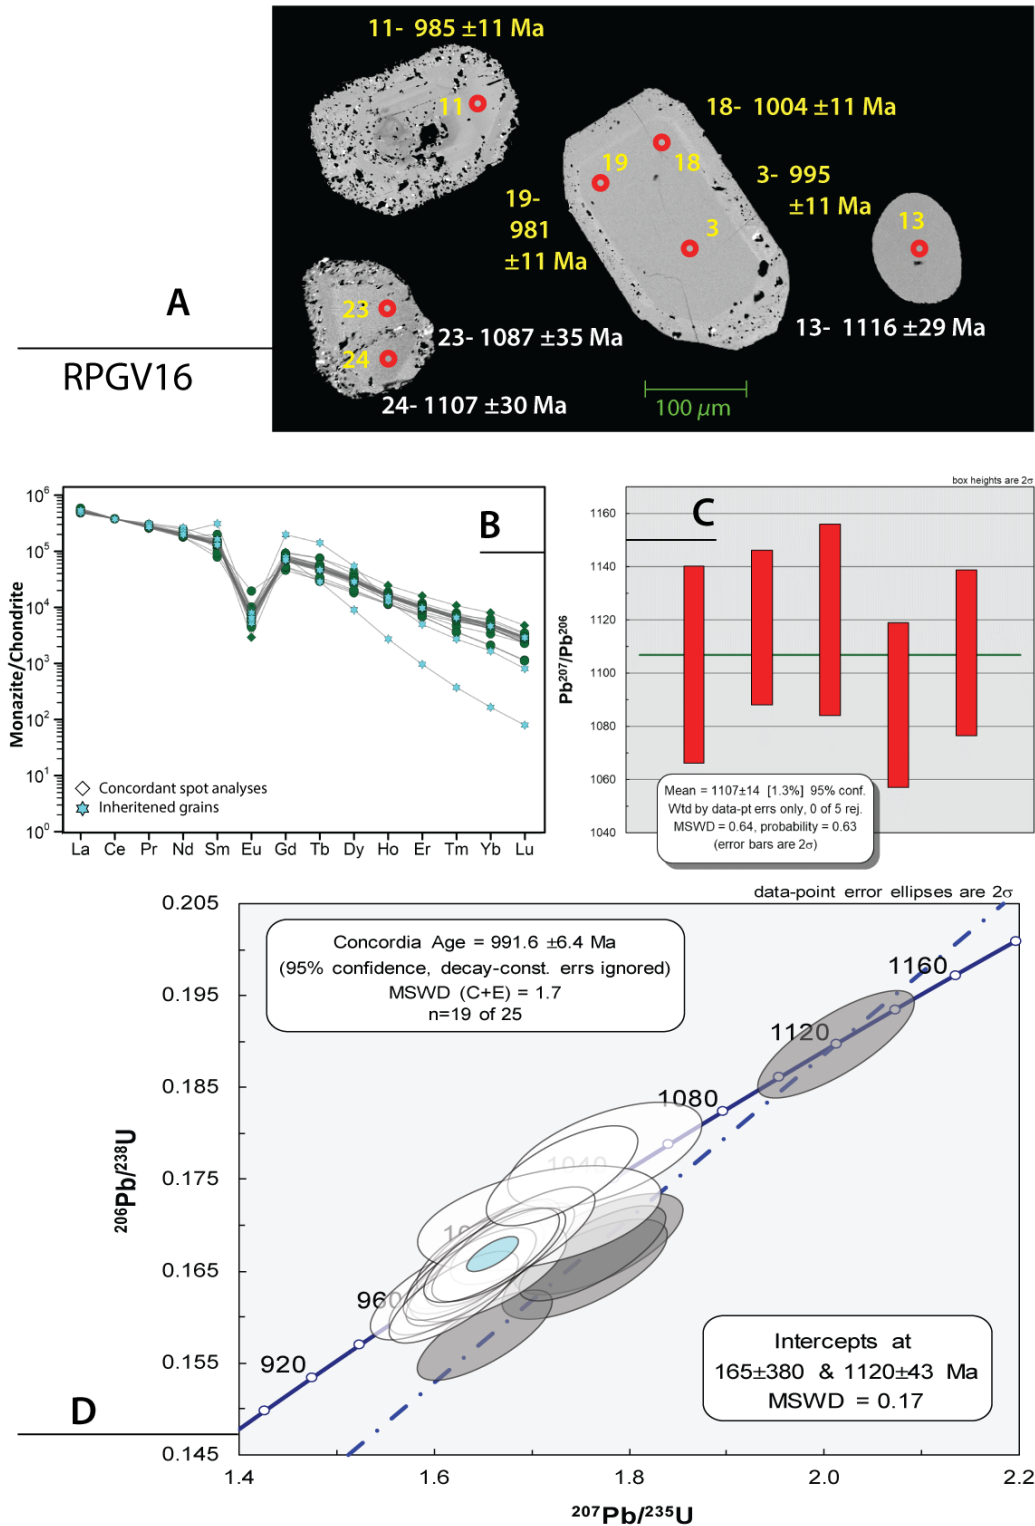 11- 985 ±11 Ma
11
18- 1004 ±11 Ma
19
18
3- 995
±11 Ma
19-
981
±11 Ma
3
13
A
23
23- 1087 ±35 Ma
13- 1116 ±29 Ma
24
RPGV16
24- 1107 ±30 Ma
100 µm
box heights are 2σ
B
C
Monazite/Chondrite
10⁶
10⁵
10⁴
10³
10²
10¹
10⁰
Concordant spot analyses
Inheritened grains
La Ce Pr Nd Sm Eu Gd Tb Dy Ho Er Tm Yb Lu
Pb²⁰⁷/Pb²⁰⁶
1160
1140
1120
1100
1080
1060
1040
Mean = 1107±14 [1.3%] 95% conf.
Wtd by data-pt errs only, 0 of 5 rej.
MSWD = 0.64, probability = 0.63
(error bars are 2σ)
data-point error ellipses are 2σ
0.205
0.195
0.185
0.175
0.165
0.155
0.145
²⁰⁶Pb/²³⁸U
Concordia Age = 991.6 ±6.4 Ma
(95% confidence, decay-const. errs ignored)
MSWD (C+E) = 1.7
n=19 of 25
1160
1120
1080
1040
960
920
Intercepts at
165±380 & 1120±43 Ma
MSWD = 0.17
D
1.4 1.6 1.8 2.0 2.2
²⁰⁷Pb/²³⁵U